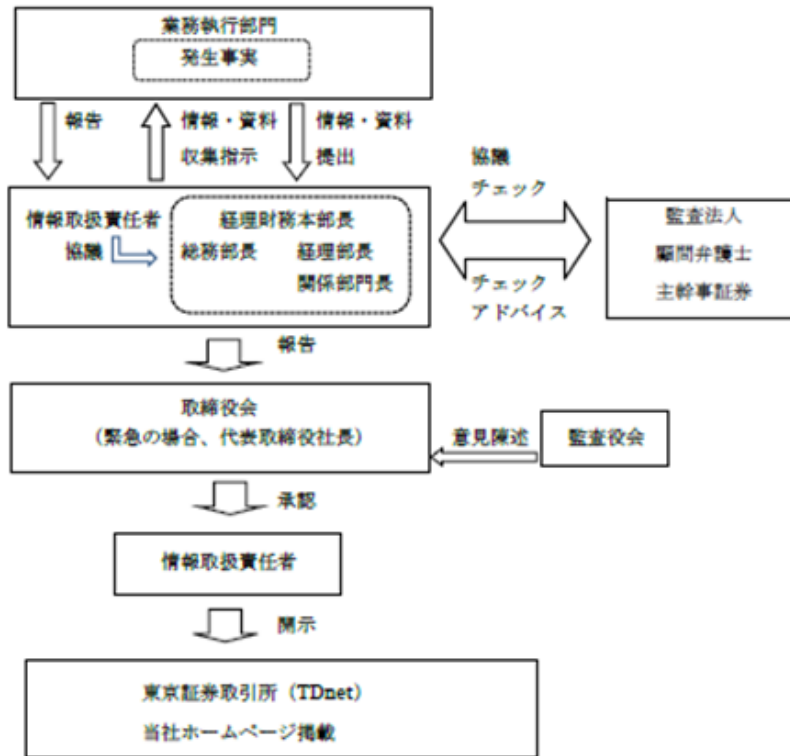 業務執行部門
発生事実
報告
情報・資料
収集指示
情報・資料
提出
協議
チェック
チェック
アドバイス
監査法人
顧問弁護士
主幹事証券
情報取扱責任者
協議
経理財務本部長
総務部長 経理部長
関係部門長
報告
取締役会
（緊急の場合、代表取締役社長）
意見陳述
監査役会
承認
情報取扱責任者
開示
東京証券取引所（TDnet）
当社ホームページ掲載